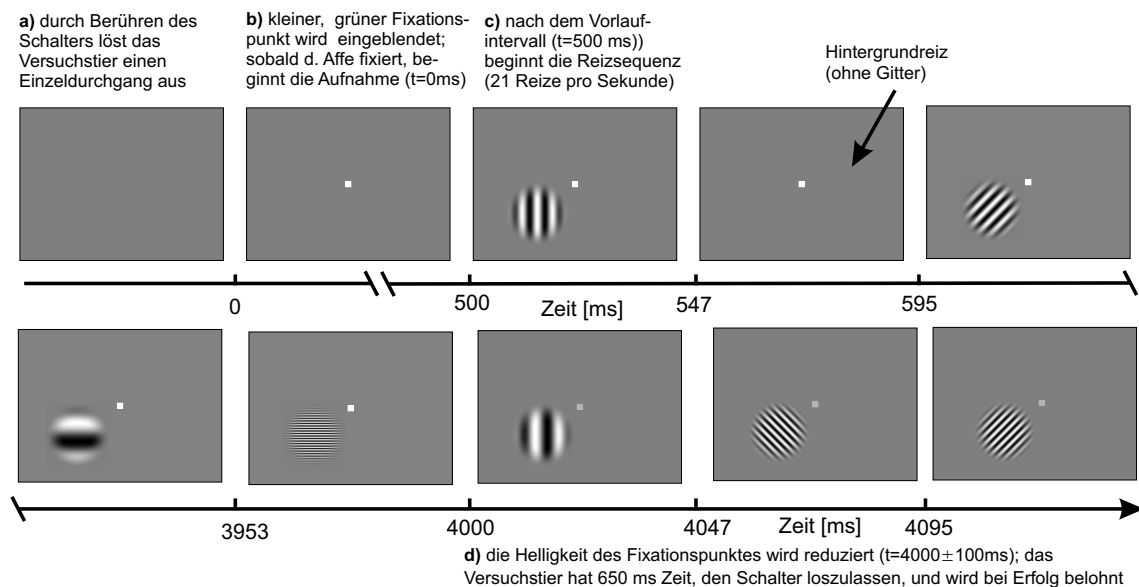 a) durch Berühren des
Schalters löst das
Versuchstier einen
Einzeldurchgang aus
b) kleiner, grüner Fixations-
punkt wird eingeblendet;
sobald d. Affe fixiert, be-
ginnt die Aufnahme (t=0ms)
c) nach dem Vorlauf-
intervall (t=500 ms))
beginnt die Reizsequenz
(21 Reize pro Sekunde)
Hintergrundreiz
(ohne Gitter)
0
500
Zeit [ms]
547
595
3953
4000
4047
Zeit [ms]
4095
d) die Helligkeit des Fixationspunktes wird reduziert (t=4000±100ms); das
Versuchstier hat 650 ms Zeit, den Schalter loszulassen, und wird bei Erfolg belohnt